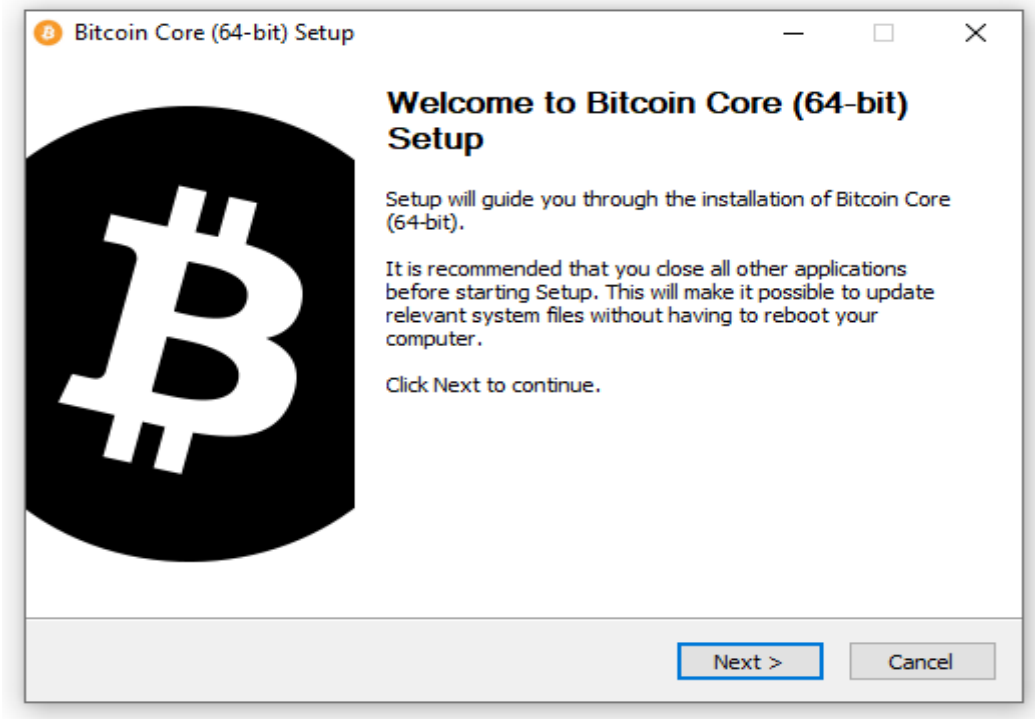 Bitcoin Core (64-bit) Setup
Welcome to Bitcoin Core (64-bit)
Setup
Setup will guide you through the installation of Bitcoin Core
(64-bit).
It is recommended that you close all other applications
before starting Setup. This will make it possible to update
relevant system files without having to reboot your
computer.
Click Next to continue.
Next >
Cancel